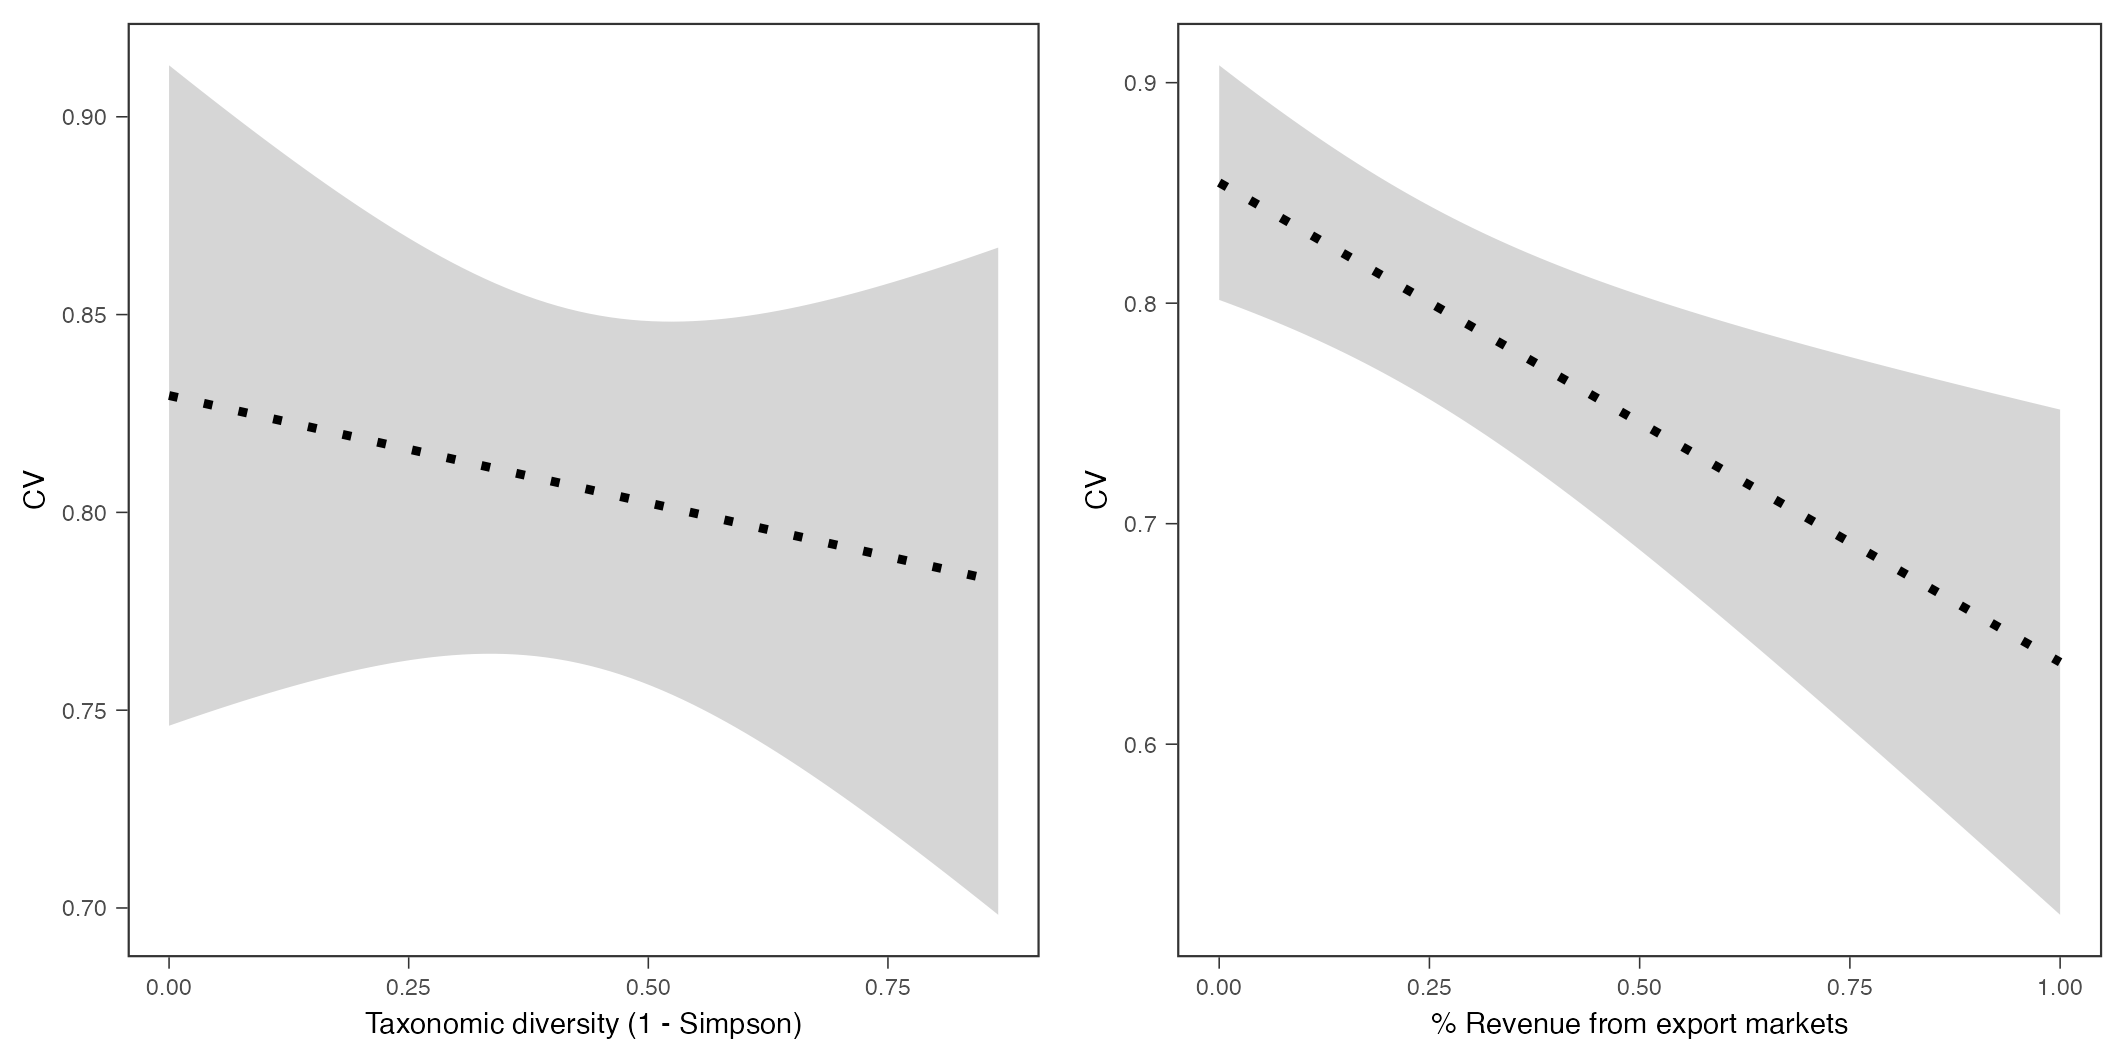 CV
0.90
0.85
0.80
0.75
0.70
0.00 0.25 0.50 0.75
Taxonomic diversity (1 - Simpson)
CV
0.9
0.8
0.7
0.6
0.00 0.25 0.50 0.75 1.00
% Revenue from export markets